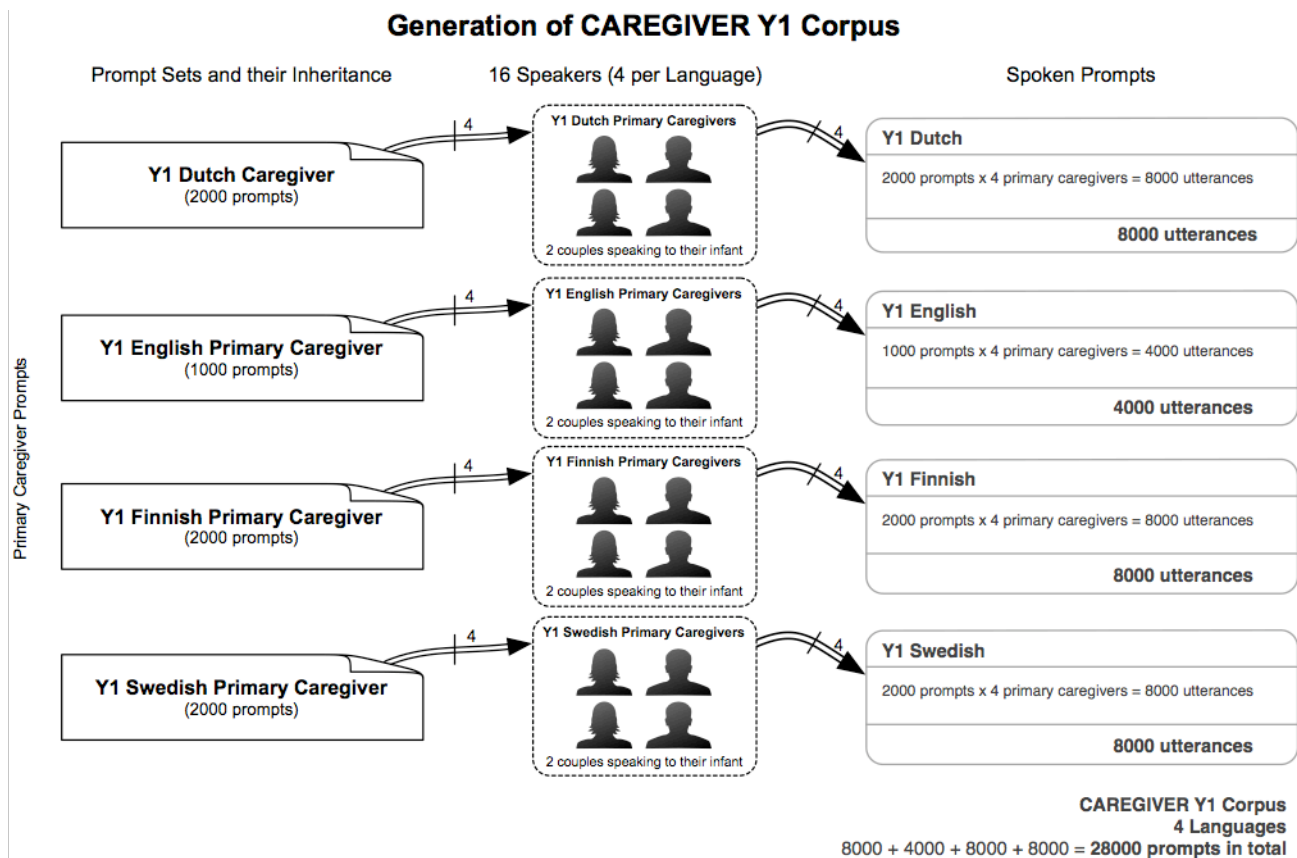 Generation of CAREGIVER Y1 Corpus
Prompt Sets and their Inheritance
16 Speakers (4 per Language)
Spoken Prompts
Primary Caregiver Prompts
Y1 Dutch Caregiver
(2000 prompts)
4
Y1 Dutch Primary Caregivers
2 couples speaking to their infant
4
Y1 Dutch
2000 prompts x 4 primary caregivers = 8000 utterances
8000 utterances
Y1 English Primary Caregiver
(1000 prompts)
4
Y1 English Primary Caregivers
2 couples speaking to their infant
4
Y1 English
1000 prompts x 4 primary caregivers = 4000 utterances
4000 utterances
Y1 Finnish Primary Caregiver
(2000 prompts)
4
Y1 Finnish Primary Caregivers
2 couples speaking to their infant
4
Y1 Finnish
2000 prompts x 4 primary caregivers = 8000 utterances
8000 utterances
Y1 Swedish Primary Caregiver
(2000 prompts)
4
Y1 Swedish Primary Caregivers
2 couples speaking to their infant
4
Y1 Swedish
2000 prompts x 4 primary caregivers = 8000 utterances
8000 utterances
CAREGIVER Y1 Corpus
4 Languages
8000 + 4000 + 8000 + 8000 = 28000 prompts in total